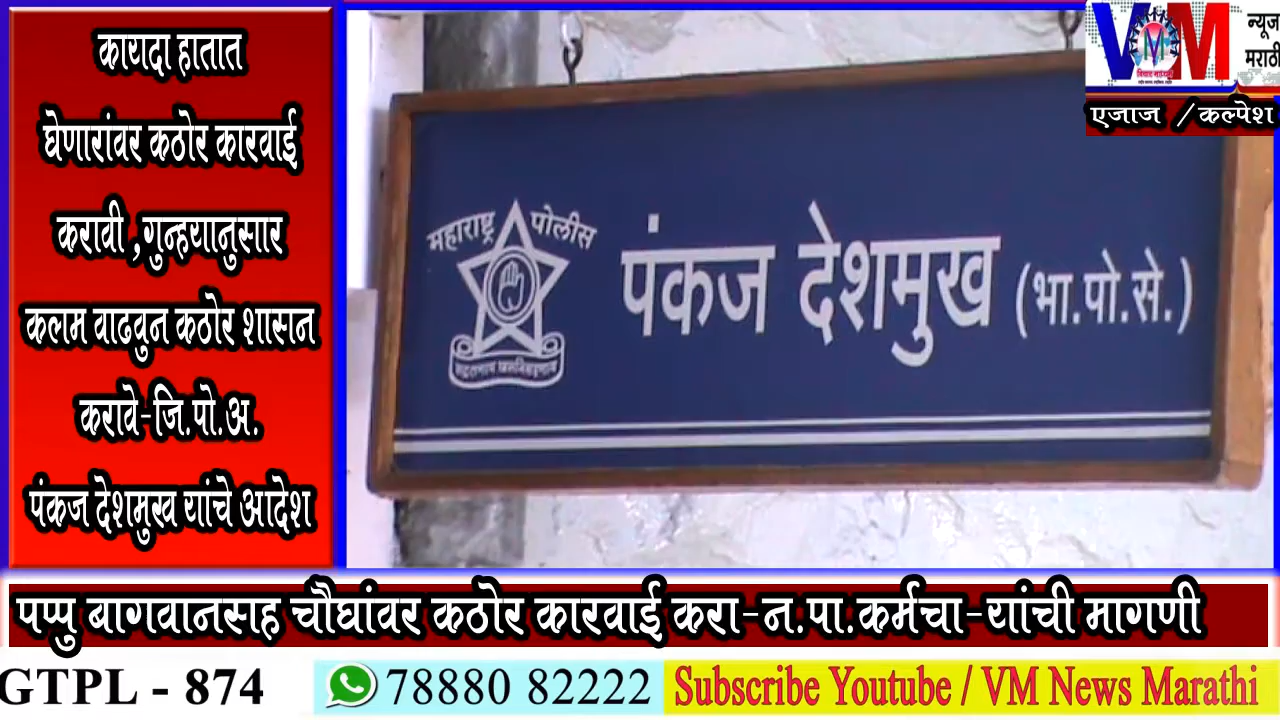 कायदा हातात
घेणारांवर कठोर कारवाई
करावी ,गुन्हयानुसार
कलम वाढवुन कठोर शासन
करावे-जि.पो.अ.
पंकज देशमुख यांचे आदेश
VM
न्यूज
मराठी
एजाज / कल्पेश
महाराष्ट्र पोलीस
पंकज देशमुख (भा.पो.से.)
पप्पु बागवानसह चौघांवर कठोर कारवाई करा-न.पा.कर्मचा-यांची मागणी
GTPL - 874
78880 82222
Subscribe Youtube / VM News Marathi